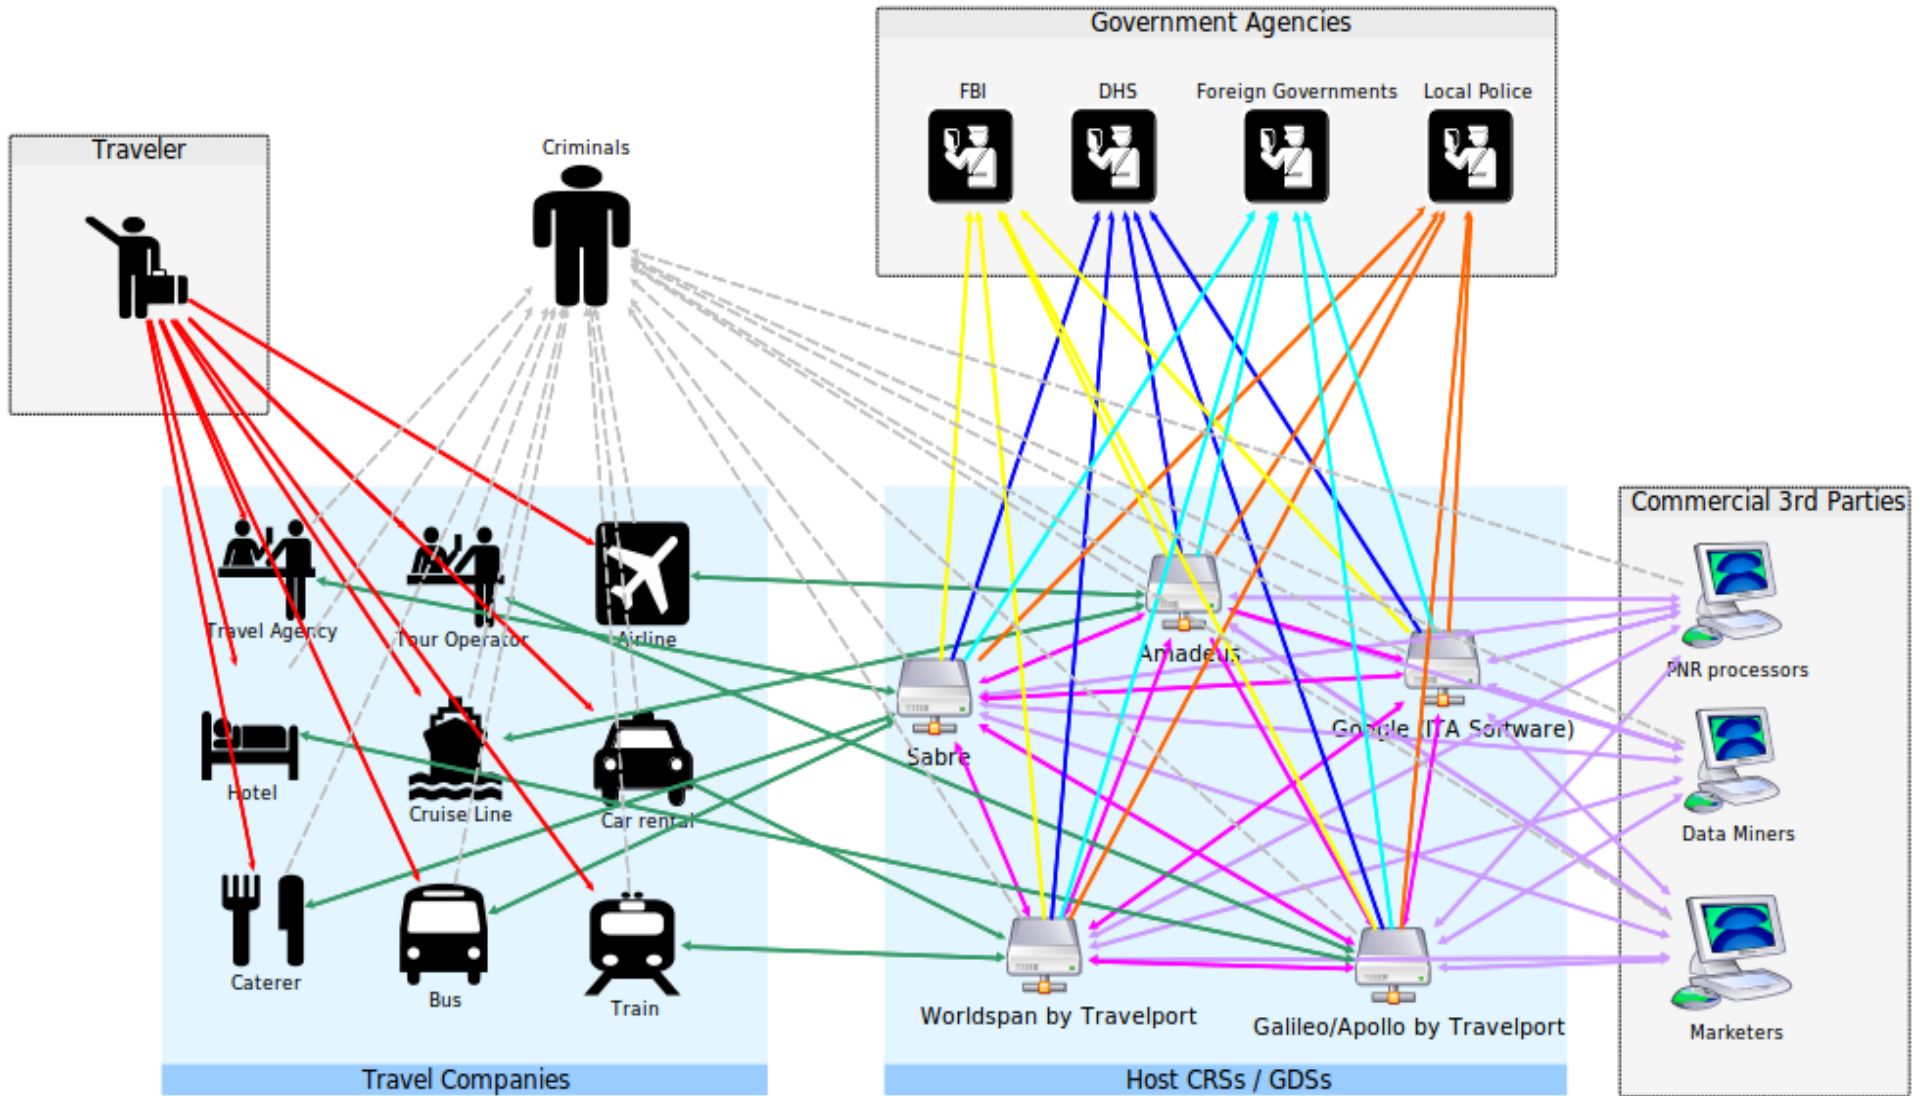 Government Agencies
FBI
DHS
Foreign Governments
Local Police
Traveler
Criminals
Commercial 3rd Parties
Travel Agency
Tour Operator
Airline
Amadeus
PNR processors
Google (ITA Software)
Sabre
Hotel
Cruise Line
Car rental
Data Miners
Caterer
Bus
Train
Worldspan by Travelport
Galileo/Apollo by Travelport
Marketers
Travel Companies
Host CRSs / GDSs